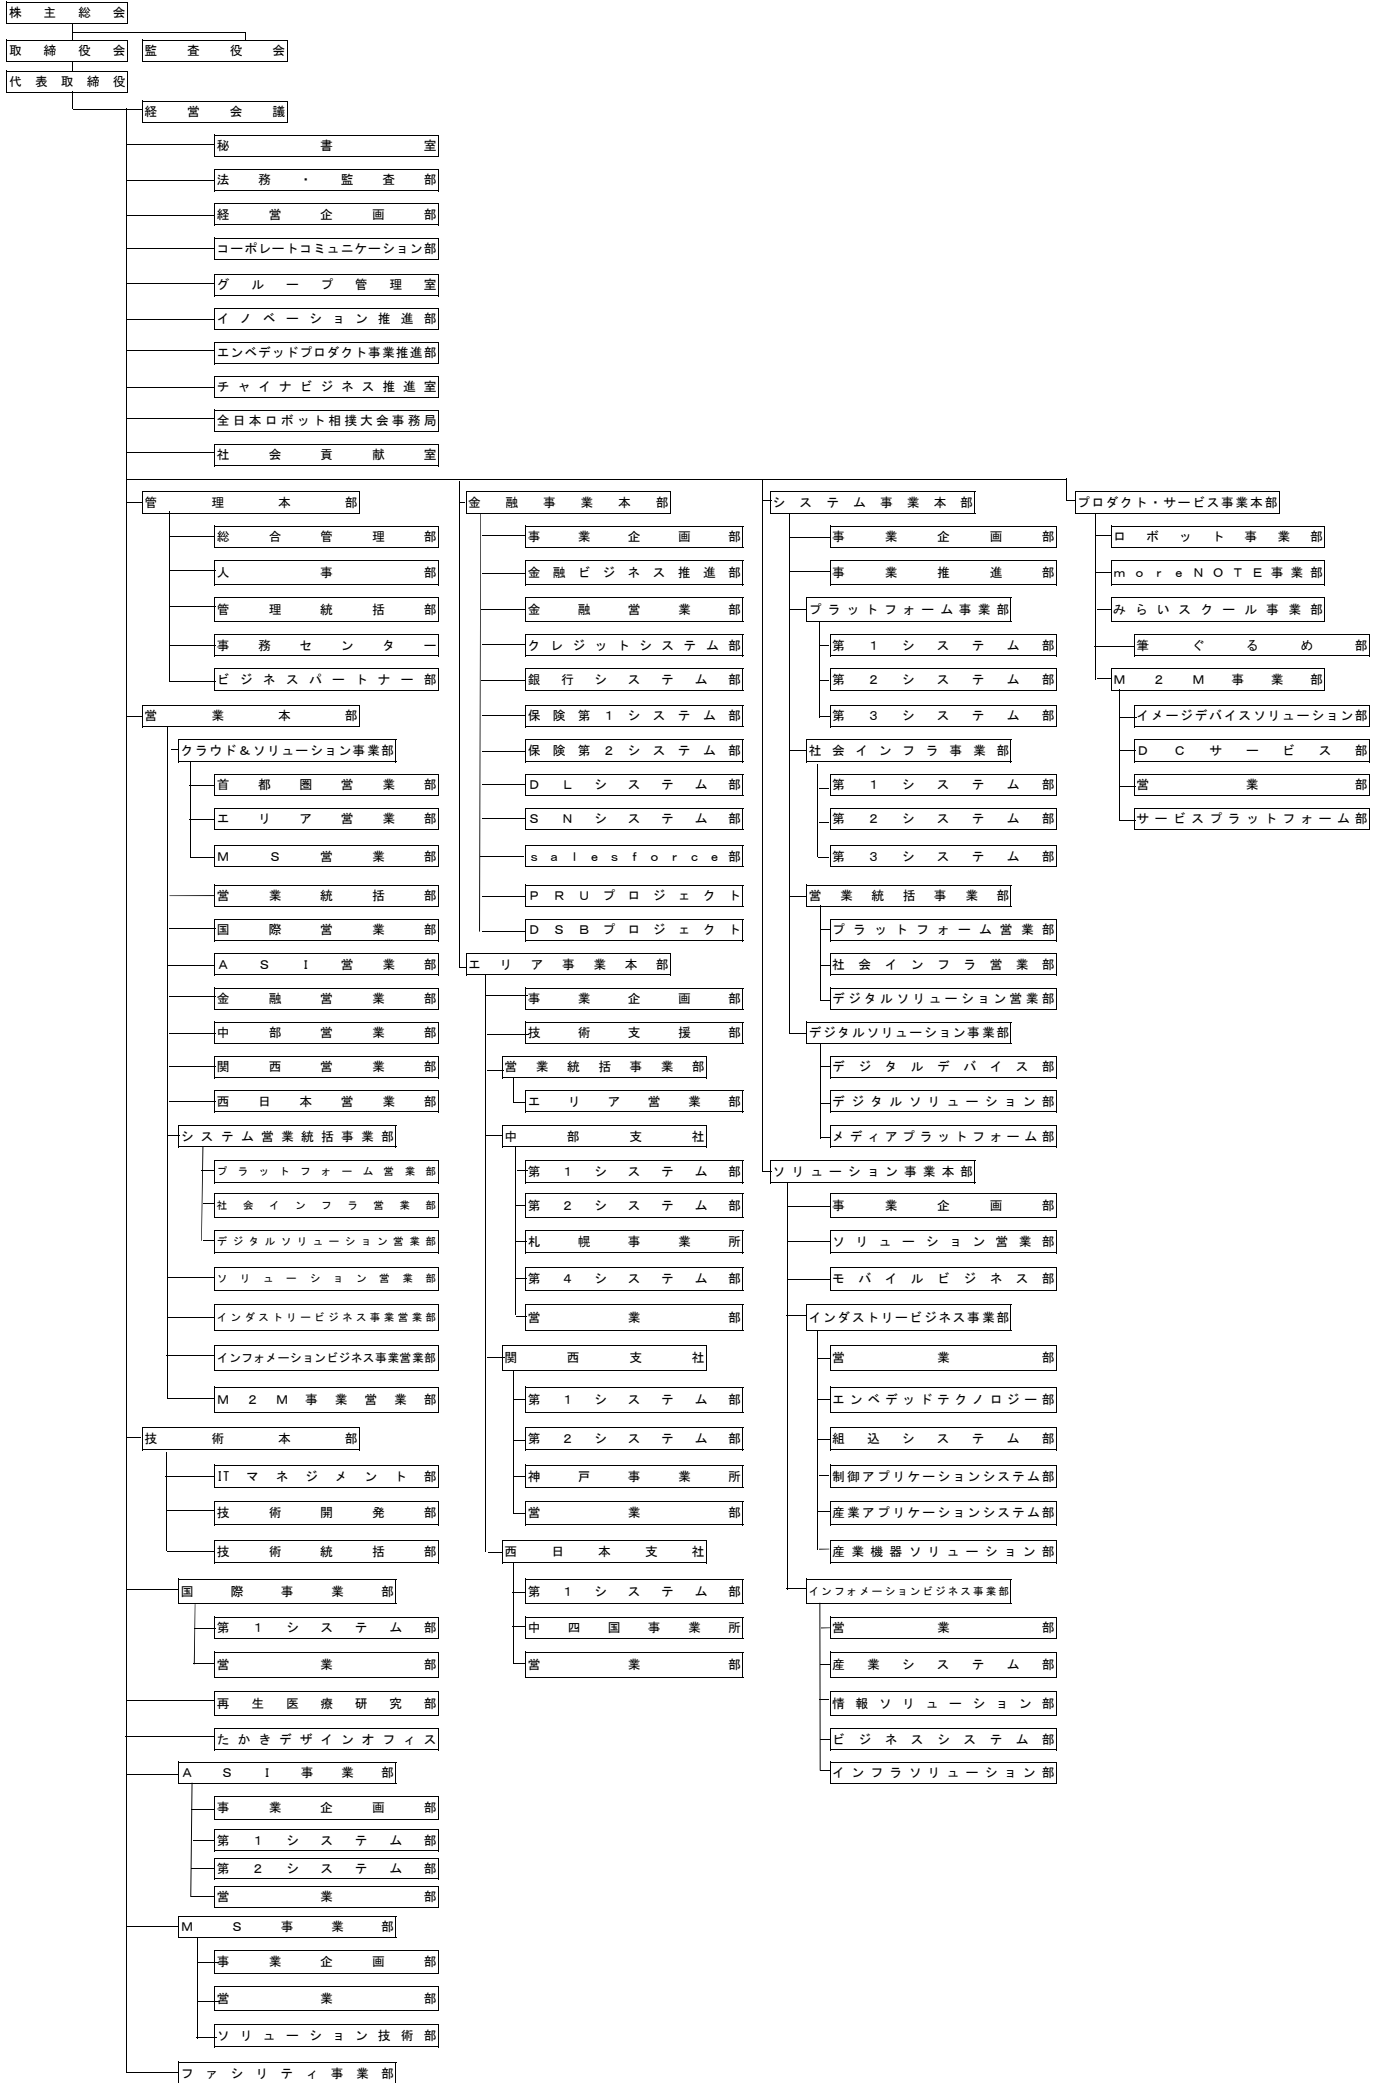 株主総会
取締役会
監査役会
代表取締役
経営会議
秘書室
法務・監査部
経営企画部
コーポレートコミュニケーション部
グループ管理室
イノベーション推進部
エンベデッドプロダクト事業推進部
チャイナビジネス推進室
全日本ロボット相撲大会事務局
社会貢献室
管理本部
総合管理部
人事部
管理統括部
事務センター
ビジネスパートナー部
営業本部
クラウド＆ソリューション事業部
首都圏営業部
エリア営業部
ＭＳ営業部
営業統括部
国際営業部
ＡＳＩ営業部
金融営業部
中部営業部
関西営業部
西日本営業部
システム営業統括事業部
プラットフォーム営業部
社会インフラ営業部
デジタルソリューション営業部
ソリューション営業部
インダストリービジネス事業営業部
インフォメーションビジネス事業営業部
Ｍ２Ｍ事業営業部
技術本部
ITマネジメント部
技術開発部
技術統括部
国際事業部
第１システム部
営業部
再生医療研究部
たかきデザインオフィス
ＡＳＩ事業部
事業企画部
第１システム部
第２システム部
営業部
ＭＳ事業部
事業企画部
営業部
ソリューション技術部
ファシリティ事業部
金融事業本部
事業企画部
金融ビジネス推進部
金融営業部
クレジットシステム部
銀行システム部
保険第１システム部
保険第２システム部
ＤＬシステム部
ＳＮシステム部
ｓａｌｅｓｆｏｒｃｅ部
ＰＲＵプロジェクト
ＤＳＢプロジェクト
エリア事業本部
事業企画部
技術支援部
営業統括事業部
エリア営業部
中部支社
第１システム部
第２システム部
札幌事業所
第４システム部
営業部
関西支社
第１システム部
第２システム部
神戸事業所
営業部
西日本支社
第１システム部
中四国事業所
営業部
システム事業本部
事業企画部
事業推進部
プラットフォーム事業部
第１システム部
第２システム部
第３システム部
社会インフラ事業部
第１システム部
第２システム部
第３システム部
営業統括事業部
プラットフォーム営業部
社会インフラ営業部
デジタルソリューション営業部
デジタルソリューション事業部
デジタルデバイス部
デジタルソリューション部
メディアプラットフォーム部
ソリューション事業本部
事業企画部
ソリューション営業部
モバイルビジネス部
インダストリービジネス事業部
営業部
エンベデッドテクノロジー部
組込システム部
制御アプリケーションシステム部
産業アプリケーションシステム部
産業機器ソリューション部
インフォメーションビジネス事業部
営業部
産業システム部
情報ソリューション部
ビジネスシステム部
インフラソリューション部
プロダクト・サービス事業本部
ロボット事業部
ｍｏｒｅＮＯＴＥ事業部
みらいスクール事業部
筆ぐるめ部
Ｍ２Ｍ事業部
イメージデバイスソリューション部
ＤＣサービス部
営業部
サービスプラットフォーム部